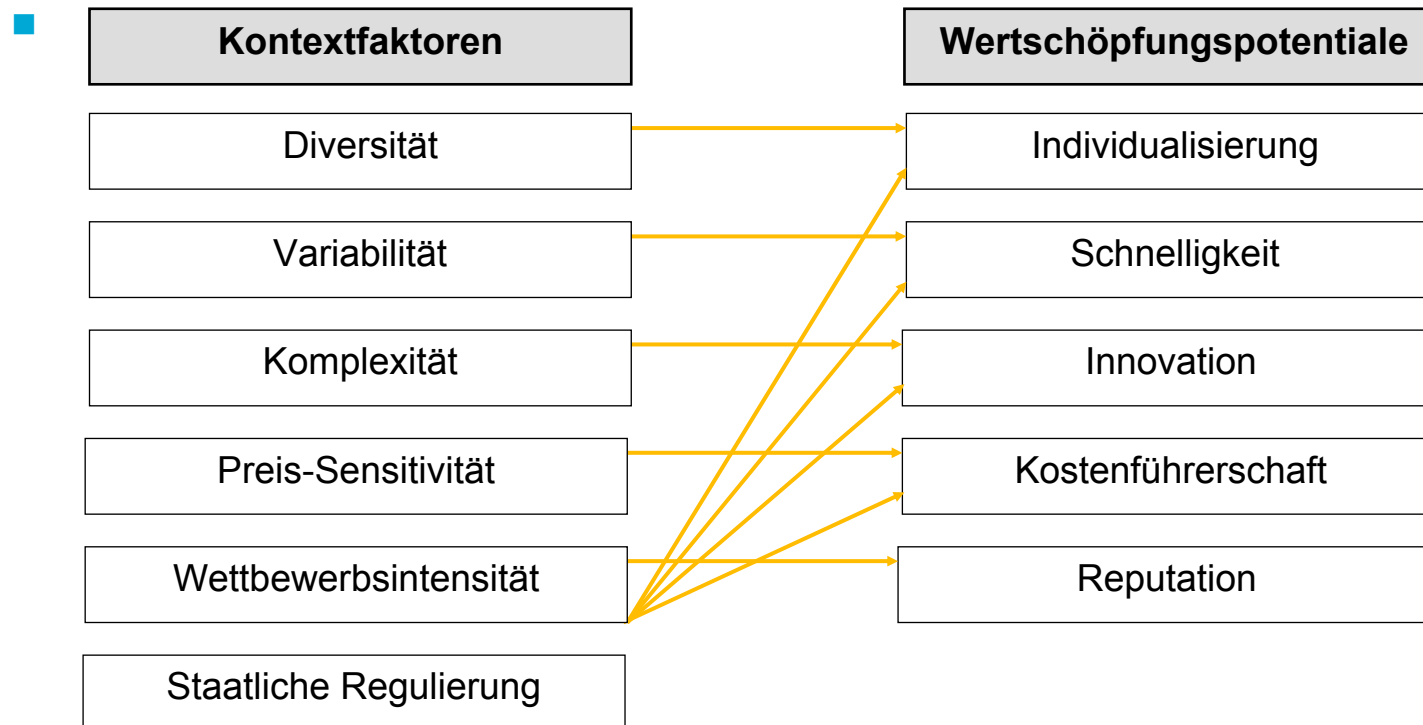 Kontextfaktoren
Wertschöpfungspotentiale
Diversität
Individualisierung
Variabilität
Schnelligkeit
Komplexität
Innovation
Preis-Sensitivität
Kostenführerschaft
Wettbewerbsintensität
Reputation
Staatliche Regulierung